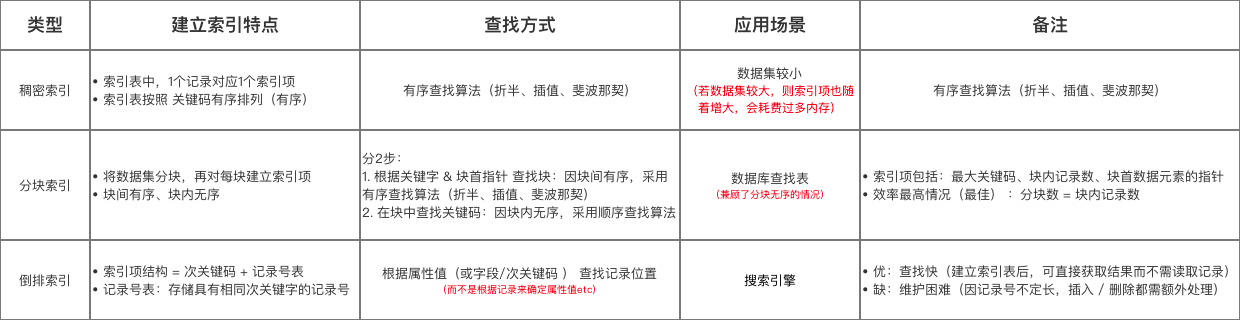 类型
建立索引特点
查找方式
应用场景
备注
稠密索引
• 索引表中，1个记录对应1个索引项
• 索引表按照 关键码有序排列（有序）
有序查找算法（折半、插值、斐波那契）
数据集较小
（若数据集较大，则索引项也随
着增大，会耗费过多内存）
有序查找算法（折半、插值、斐波那契）
分块索引
• 将数据集分块，再对每块建立索引项
• 块间有序、块内无序
分2步：
1. 根据关键字 & 块首指针 查找块：因块间有序，采用
有序查找算法（折半、插值、斐波那契）
2. 在块中查找关键码：因块内无序，采用顺序查找算法
数据库查找表
（兼顾了分块无序的情况）
• 索引项包括：最大关键码、块内记录数、块首数据元素的指针
• 效率最高情况（最佳）：分块数 = 块内记录数
倒排索引
• 索引项结构 = 次关键码 + 记录号表
• 记录号表：存储具有相同次关键字的记录号
根据属性值（或字段/次关键码 ） 查找记录位置
（而不是根据记录来确定属性值etc）
搜索引擎
• 优：查找快（建立索引表后，可直接获取结果而不需读取记录）
• 缺：维护困难（因记录号不定长，插入 / 删除都需额外处理）